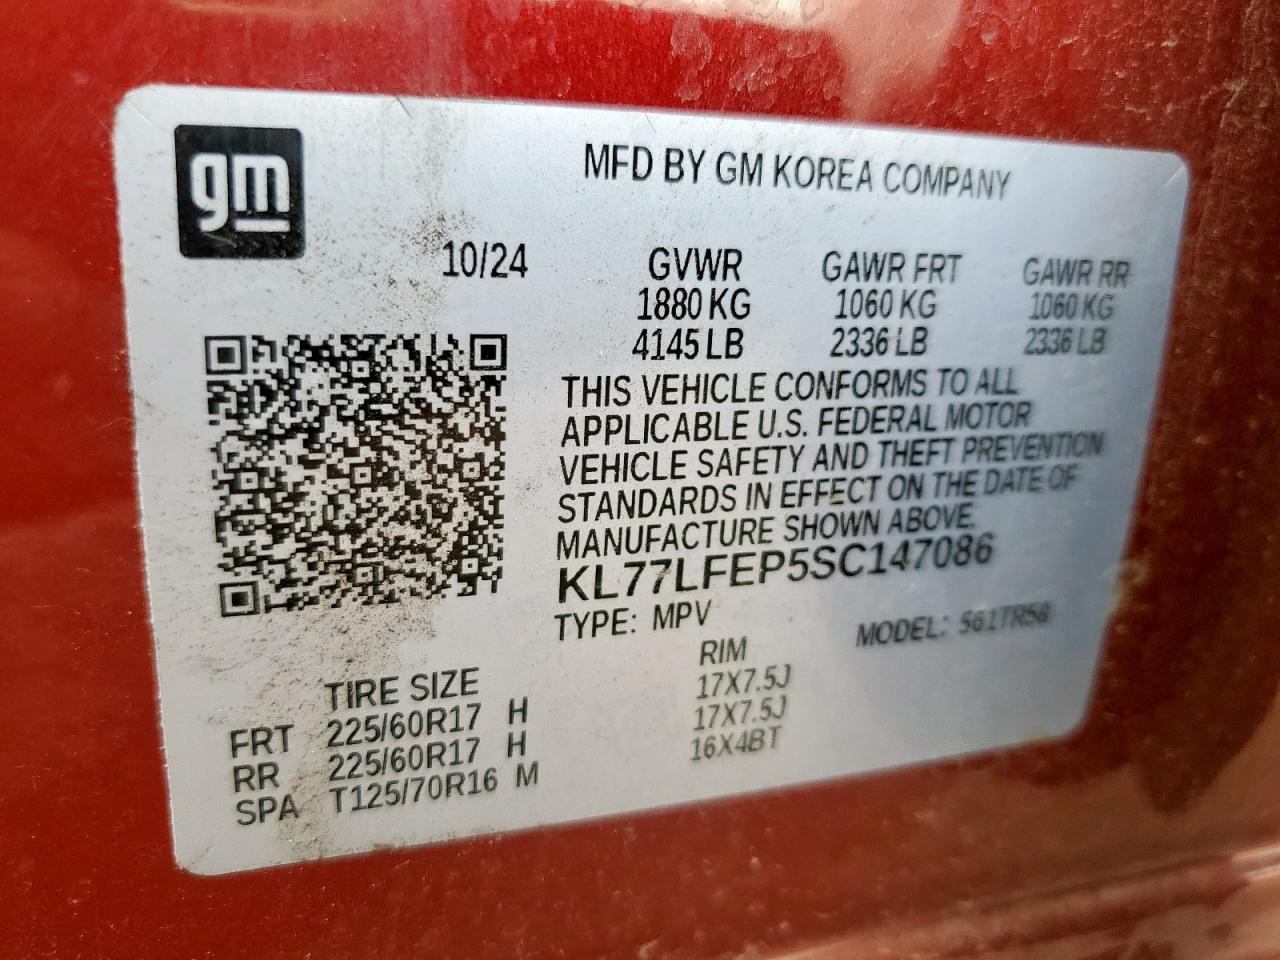 gm
MFD BY GM KOREA COMPANY
10/24 GVWR GAWR FRT GAWR RR
1880 KG 1060 KG 1060 KG
4145 LB 2336 LB 2336 LB
THIS VEHICLE CONFORMS TO ALL
APPLICABLE U.S. FEDERAL MOTOR
VEHICLE SAFETY AND THEFT PREVENTION
STANDARDS IN EFFECT ON THE DATE OF
MANUFACTURE SHOWN ABOVE.
KL77LFEP5SC147086
TYPE: MPV MODEL:
TIRE SIZE RIM
FRT 225/60R17 H 17X7.5J
RR 225/60R17 H 17X7.5J
SPA T125/70R16 M 16X4BT